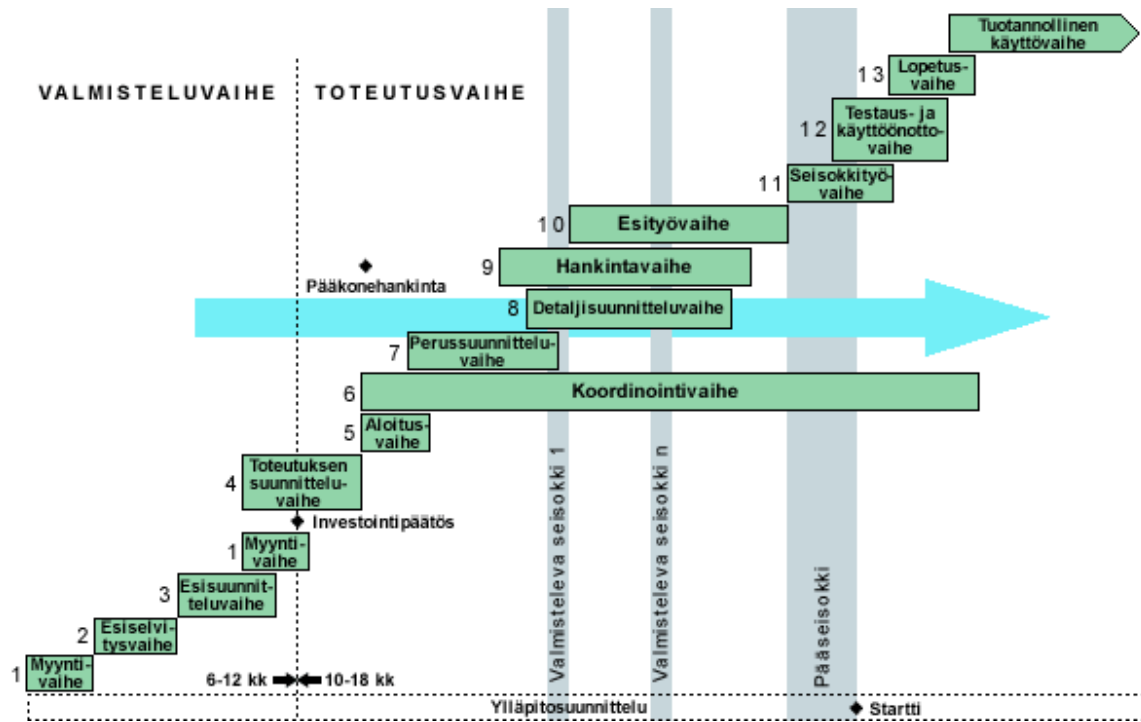 Tuotannollinen
käyttövaihe
13
Lopetus-
vaihe
VALMISTELUVAIHE
TOTEUTUSVAIHE
12
Testaus- ja
käyttöönotto-
vaihe
11
Seisokkityö-
vaihe
10
Esityövaihe
9
Hankintavaihe
Pääkonehankinta
8
Detaljisuunnitteluvaihe
7
Perussuunnittelu-
vaihe
6
Koordinointivaihe
5
Aloitus-
vaihe
4
Toteutuksen
suunnittelu-
vaihe
Investointipäätös
1
Myynti-
vaihe
3
Esisuunnit-
teluvaihe
2
Esiselvi-
tysvaihe
1
Myynti-
vaihe
6-12 kk
10-18 kk
Valmisteleva seisokki 1
Valmisteleva seisokki n
Pääseisokki
Ylläpitosuunnittelu
Startti